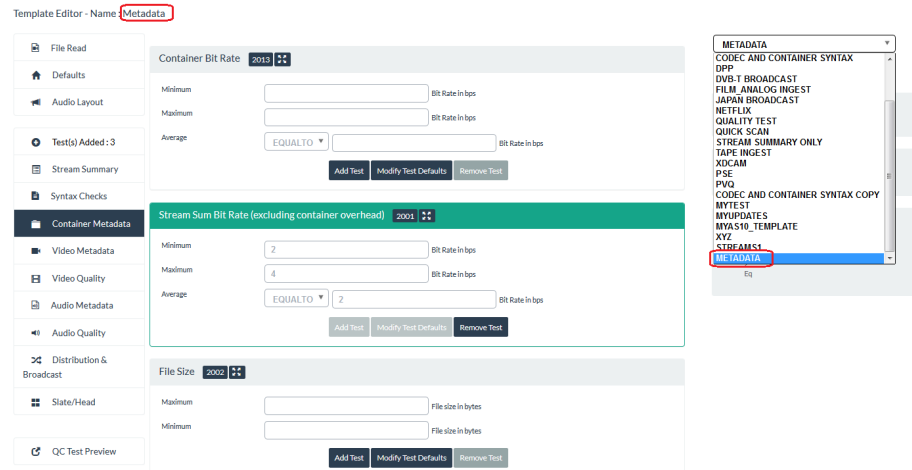 Template Editor - Name : Metadata
File Read
Defaults
Audio Layout
Test(s) Added : 3
Stream Summary
Syntax Checks
Container Metadata
Video Metadata
Video Quality
Audio Metadata
Audio Quality
Distribution &
Broadcast
Slate/Head
QC Test Preview
Container Bit Rate 2013
Minimum Bit Rate in bps
Maximum Bit Rate in bps
Average EQUALTO Bit Rate in bps
Add Test Modify Test Defaults Remove Test
Stream Sum Bit Rate (excluding container overhead) 2001
Minimum 2 Bit Rate in bps
Maximum 4 Bit Rate in bps
Average EQUALTO 2 Bit Rate in bps
Add Test Modify Test Defaults Remove Test
File Size 2002
Maximum File size in bytes
Minimum File size in bytes
Add Test Modify Test Defaults Remove Test
METADATA
CODEC AND CONTAINER SYNTAX
DPP
DVB-T BROADCAST
FILM_ANALOG INGEST
JAPAN BROADCAST
NETFLIX
QUALITY TEST
QUICK SCAN
STREAM SUMMARY ONLY
TAPE INGEST
XDCAM
PSE
PVQ
CODEC AND CONTAINER SYNTAX COPY
MYTEST
MYUPDATES
MYAS10_TEMPLATE
XYZ
STREAMS1
METADATA
Eq